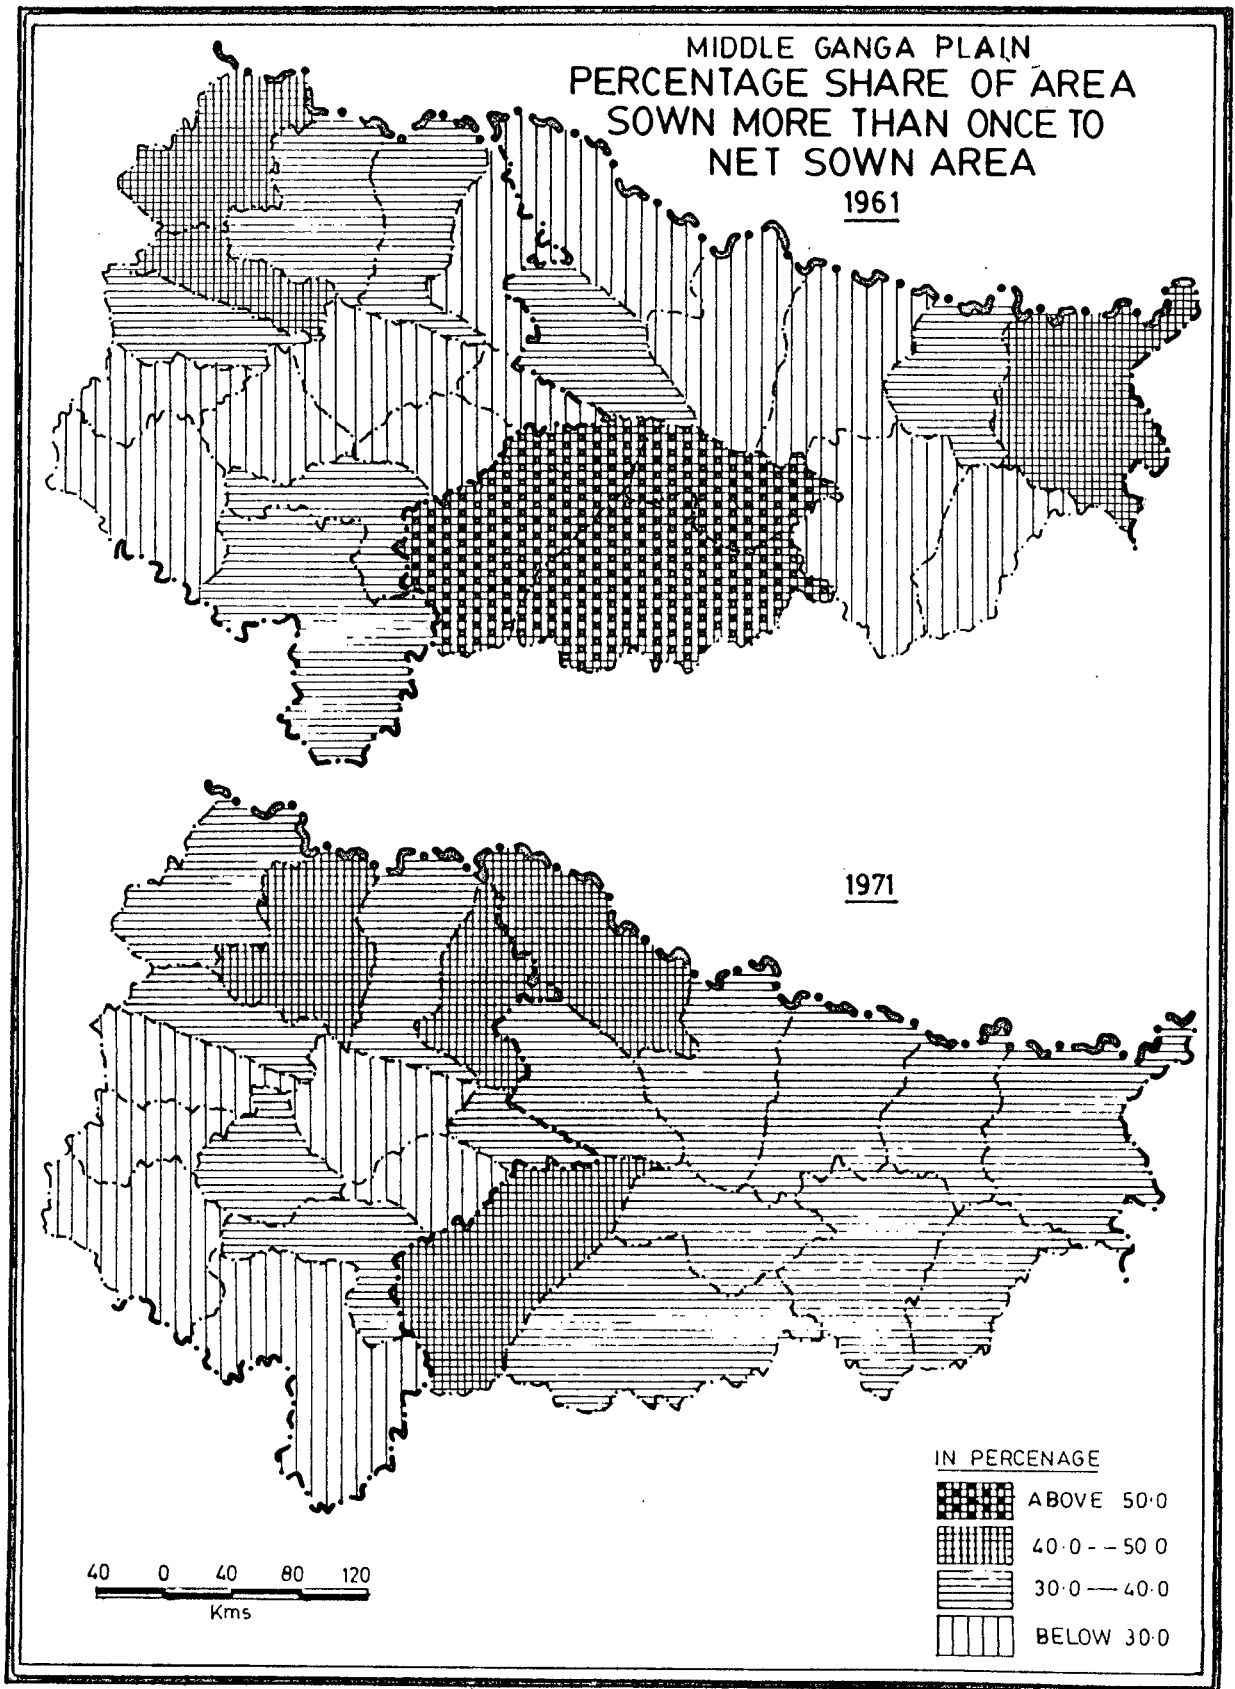 MIDDLE GANGA PLAIN
PERCENTAGE SHARE OF AREA
SOWN MORE THAN ONCE TO
NET SOWN AREA
1961
1971
IN PERCENAGE
ABOVE 50·0
40·0 - - 50 0
30·0 — 40·0
BELOW 30·0
40 0 40 80 120
Kms